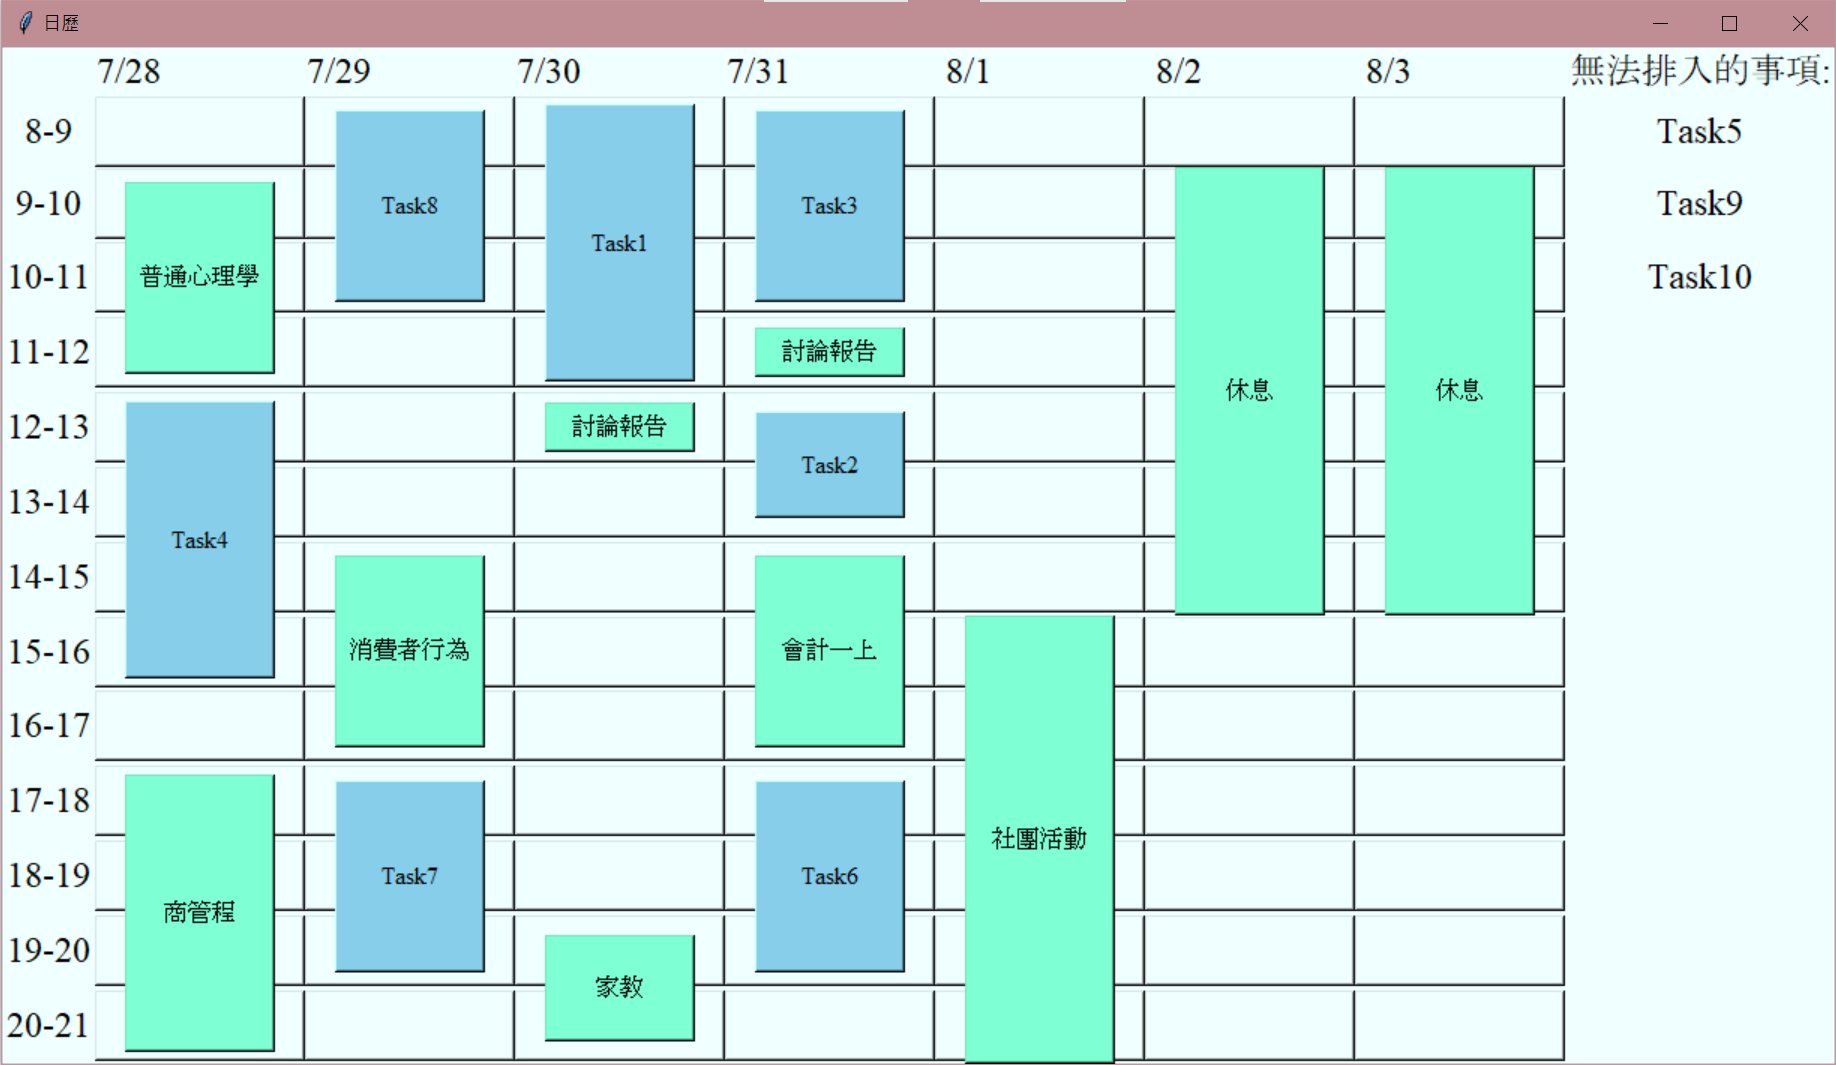 日歷
7/28 7/29 7/30 7/31 8/1 8/2 8/3 無法排入的事項:
8-9 Task5
9-10 Task8 Task3 Task9
Task1
10-11 普通心理學 Task10
11-12 討論報告
休息 休息
12-13 討論報告
Task2
13-14
Task4
14-15
15-16 消費者行為 會計一上
16-17
17-18
社團活動
18-19 Task7 Task6
商管程
19-20
家教
20-21